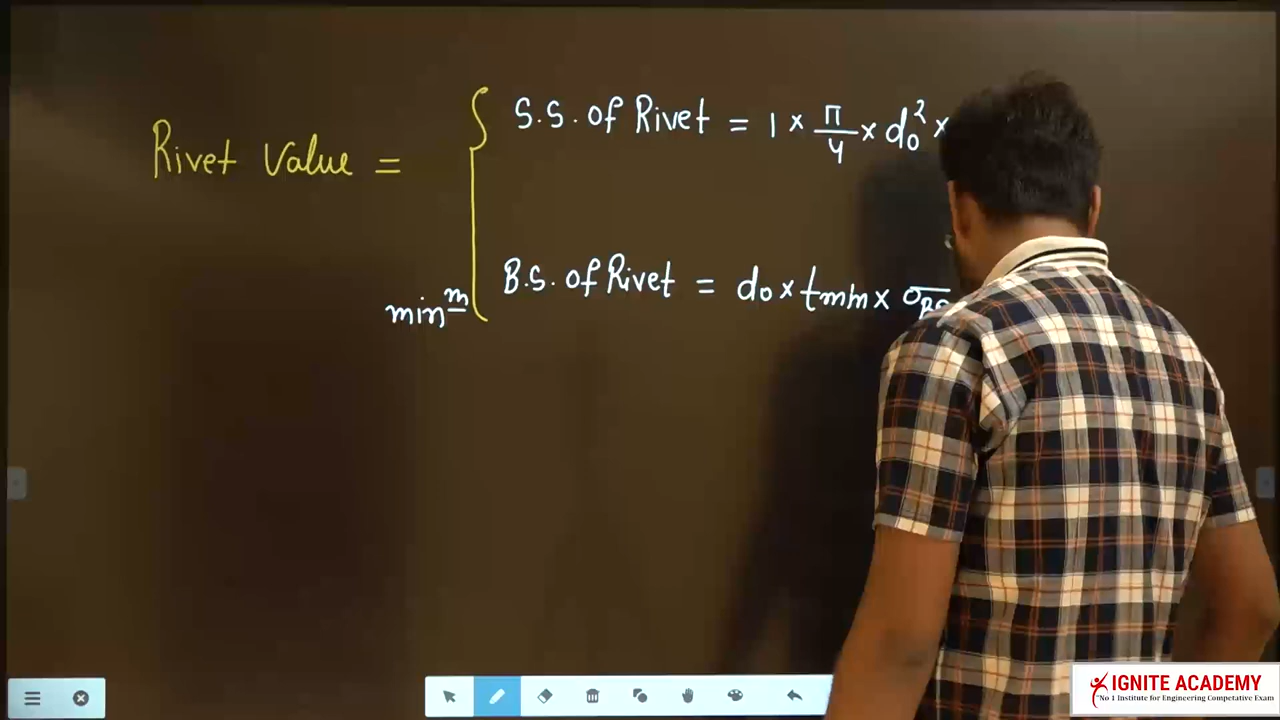 S.S. of Rivet = 1 × π/4 × d₀² ×
Rivet Value =
B.S. of Rivet = d₀ × tmin ×
min m
IGNITE ACADEMY
"No 1 Institute for Engineering Competative Exam